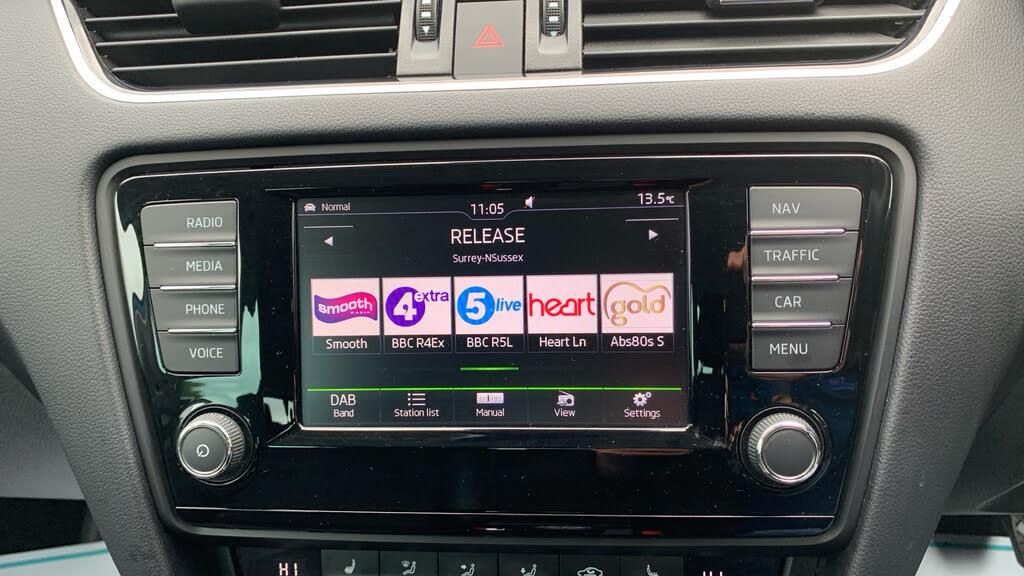 RADIO
MEDIA
PHONE
VOICE
Normal
11:05
13.5°C
RELEASE
Surrey-NSussex
smooth
RADIO
4 extra
5 live
heart
gold
Smooth
BBC R4Ex
BBC R5L
Heart Ln
Abs80s S
DAB
Band
Station list
Manual
View
Settings
NAV
TRAFFIC
CAR
MENU
HI